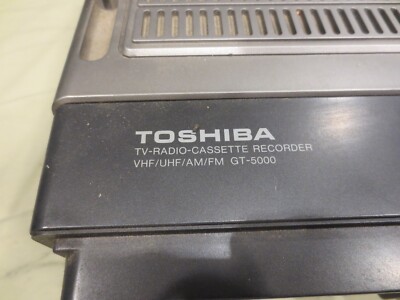 TOSHIBA
TV-RADIO-CASSETTE RECORDER
VHF/UHF/AM/FM GT-5000